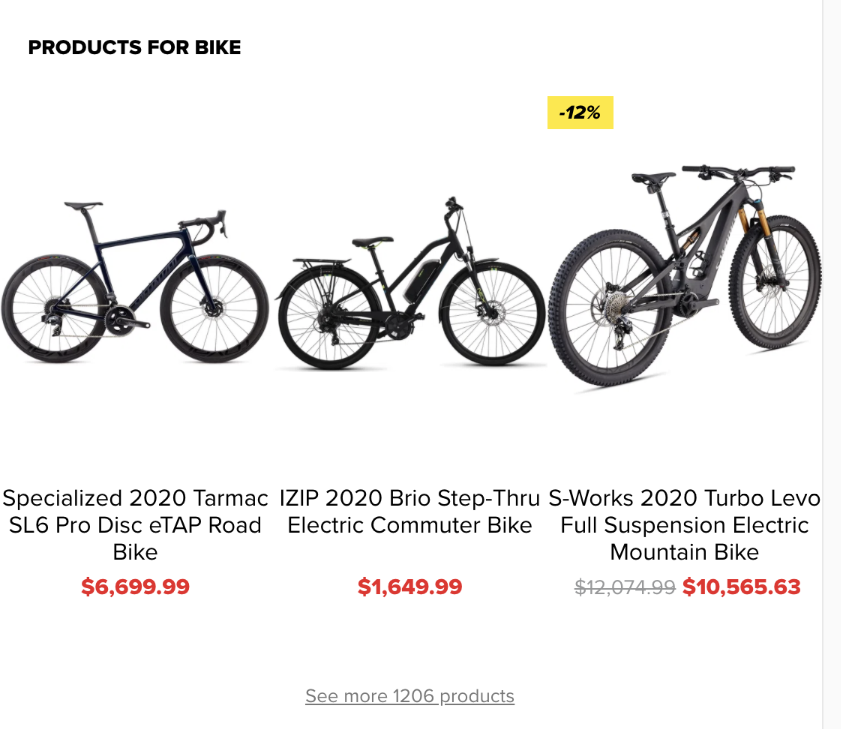 PRODUCTS FOR BIKE
-12%
Specialized 2020 Tarmac
SL6 Pro Disc eTAP Road
Bike
$6,699.99
IZIP 2020 Brio Step-Thru
Electric Commuter Bike
$1,649.99
S-Works 2020 Turbo Levo
Full Suspension Electric
Mountain Bike
$12,074.99 $10,565.63
See more 1206 products